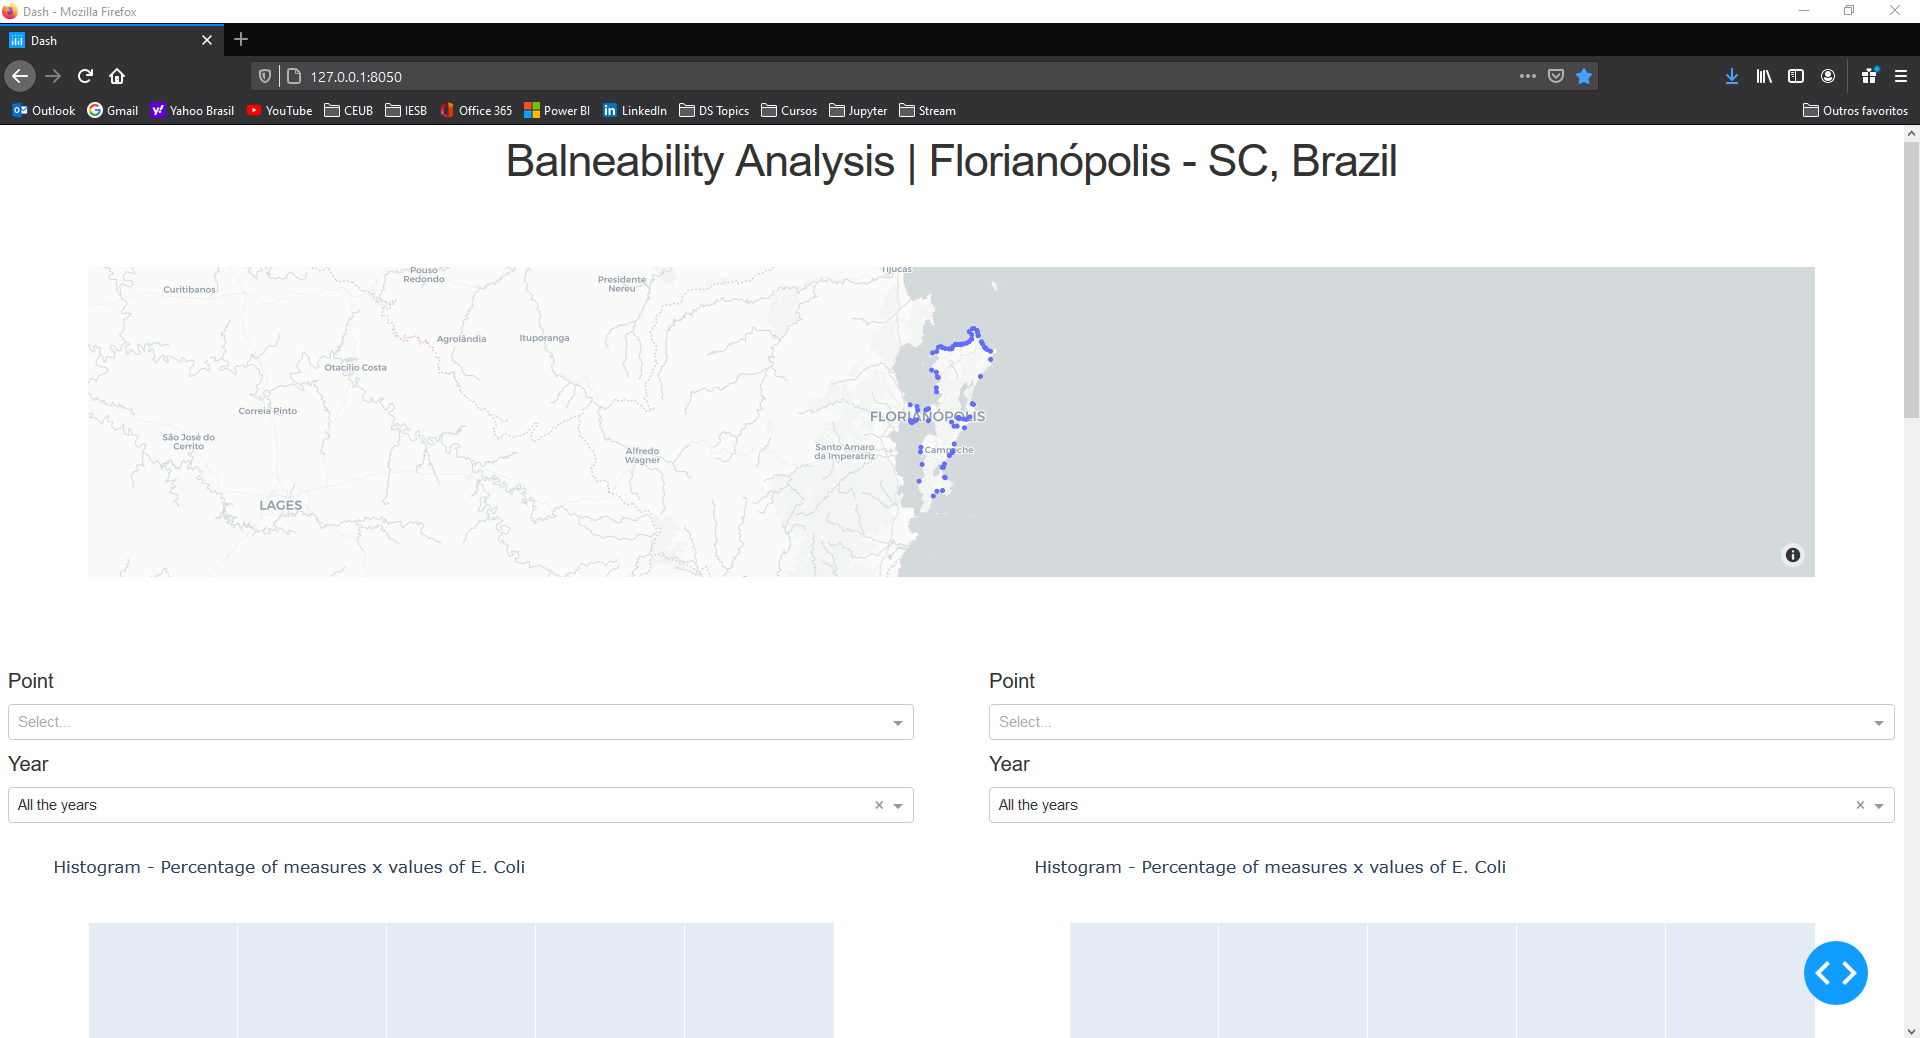 Dash - Mozilla Firefox
Dash
127.0.0.1:8050
Outlook Gmail Yahoo Brasil YouTube CEUB IESB Office 365 Power BI LinkedIn DS Topics Cursos Jupyter Stream Outros favoritos
Balneability Analysis | Florianópolis - SC, Brazil
Tijucas
Pouso
Redondo
Presidente
Nereu
Curitibanos
Agrolândia
Ituporanga
Otacílio Costa
Correia Pinto
FLORIANÓPOLIS
São José do
Cerrito
Alfredo
Wagner
Santo Amaro
da Imperatriz
Campeche
LAGES
Point
Point
Select...
Select...
Year
Year
All the years
All the years
Histogram - Percentage of measures x values of E. Coli
Histogram - Percentage of measures x values of E. Coli